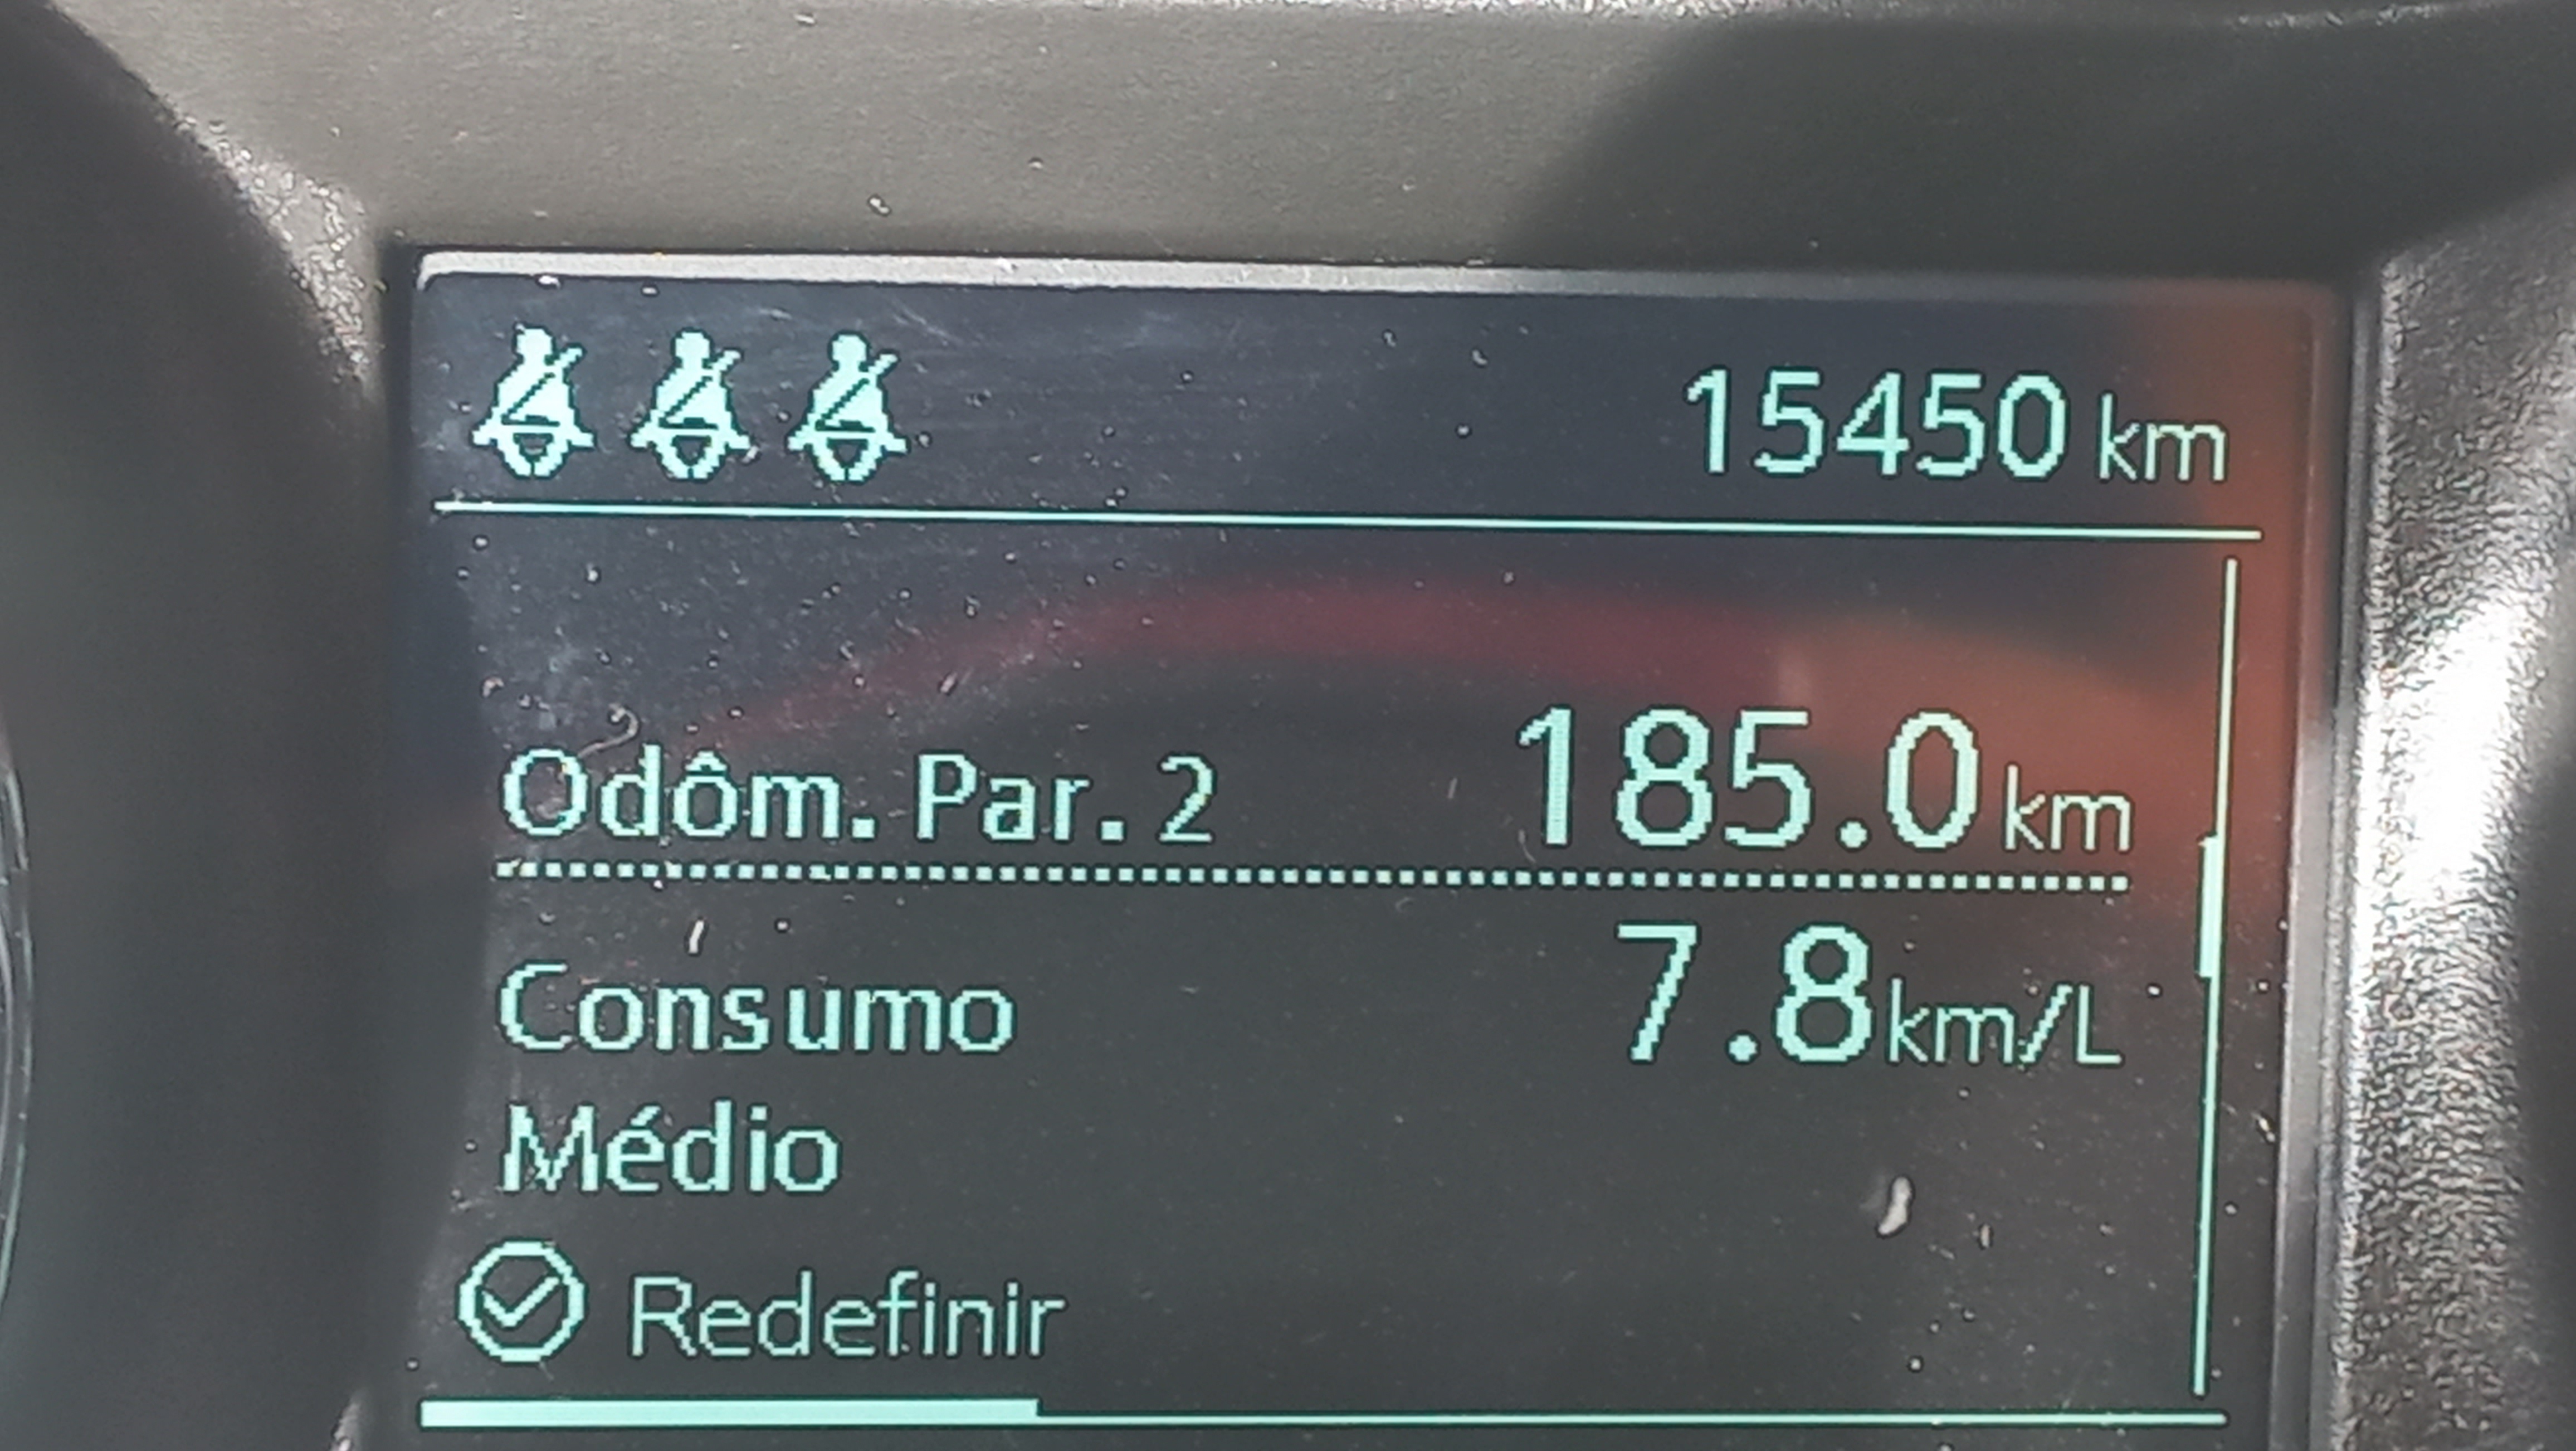 15450 km
Odôm. Par. 2 185.0 km
Consumo 7.8 km/L
Médio
Redefinir